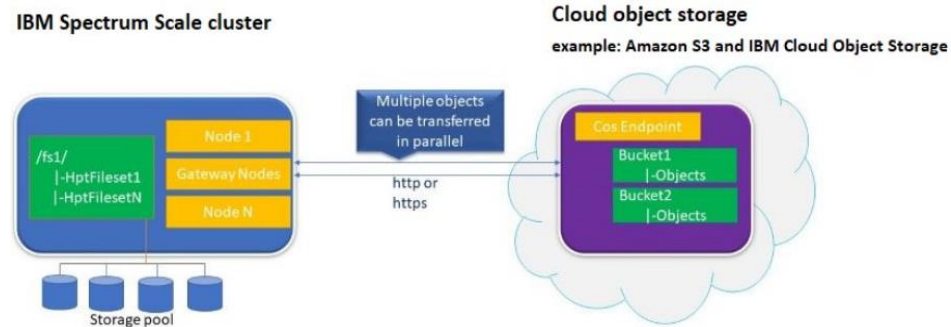 IBM Spectrum Scale cluster
Cloud object storage
example: Amazon S3 and IBM Cloud Object Storage
Multiple objects
can be transferred
in parallel
/fs1/
|-HptFileset1
|-HptFilesetN
Node 1
Gateway Nodes
Node N
http or
https
Cos Endpoint
Bucket1
|-Objects
Bucket2
|-Objects
Storage pool